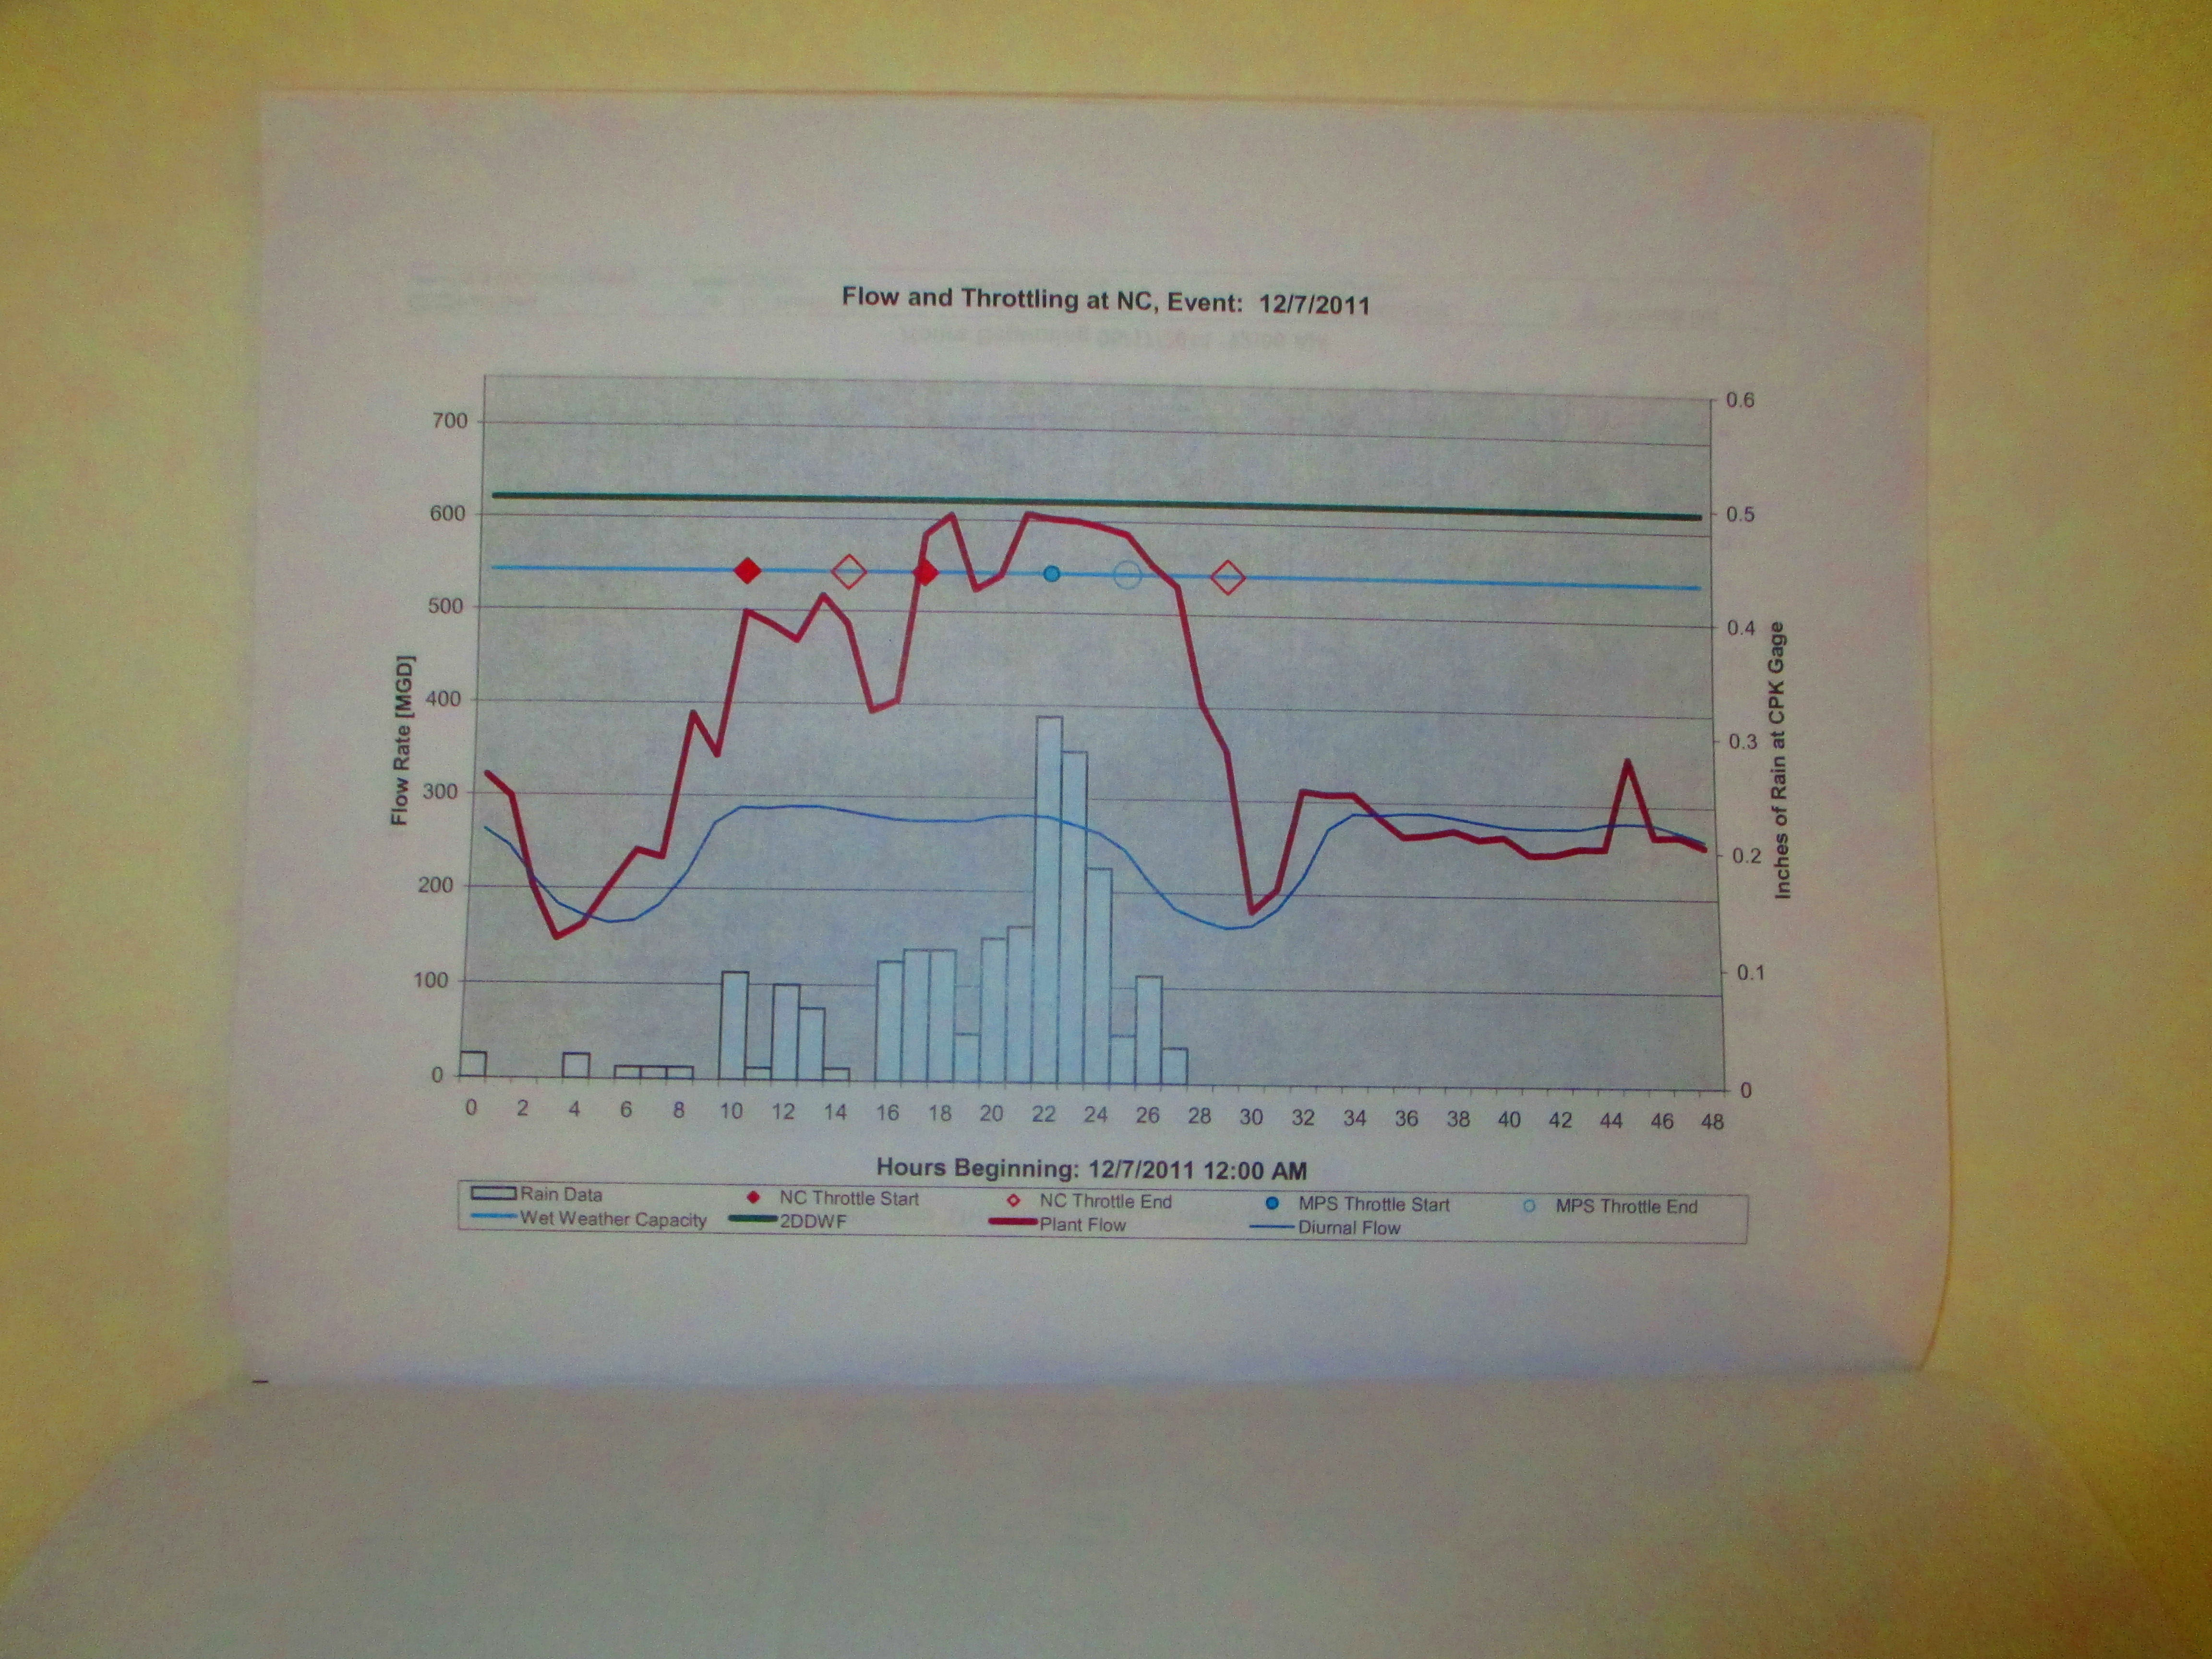 Flow and Throttling at NC, Event: 12/7/2011
700
600
500
400
300
200
100
0
Flow Rate [MGD]
0.6
0.5
0.4
0.3
0.2
0.1
0
Inches of Rain at CPK Gage
0 2 4 6 8 10 12 14 16 18 20 22 24 26 28 30 32 34 36 38 40 42 44 46 48
Hours Beginning: 12/7/2011 12:00 AM
Rain Data NC Throttle Start NC Throttle End MPS Throttle Start MPS Throttle End
Wet Weather Capacity 2DDWF Plant Flow Diurnal Flow